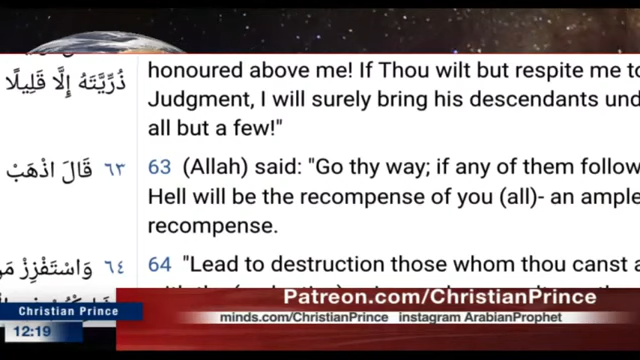 honoured above me! If Thou wilt but respite me to
ذُرِّيَّتَهُ إِلَّا قَلِيلًا
Judgment, I will surely bring his descendants und
all but a few!"
٦٣ قَالَ اذْهَبْ
63 (Allah) said: "Go thy way; if any of them follow
Hell will be the recompense of you (all)- an ample
recompense.
٦٤ وَاسْتَفْزِزْ مَ
64 "Lead to destruction those whom thou canst a
Patreon.com/ChristianPrince
Christian Prince
minds.com/ChristianPrince instagram ArabianProphet
12:19